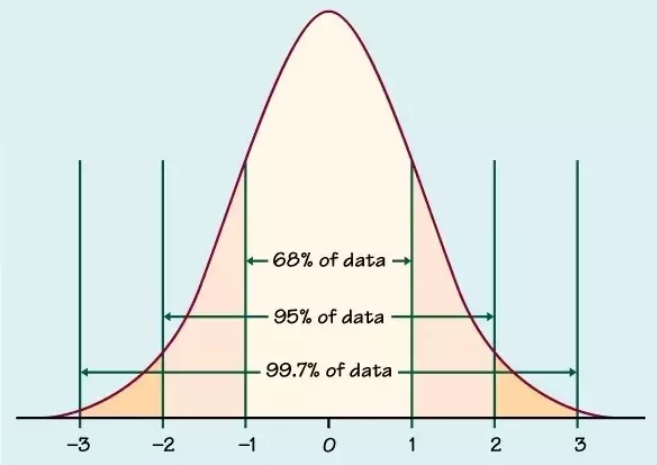 68% of data
95% of data
99.7% of data
−3 −2 −1 0 1 2 3